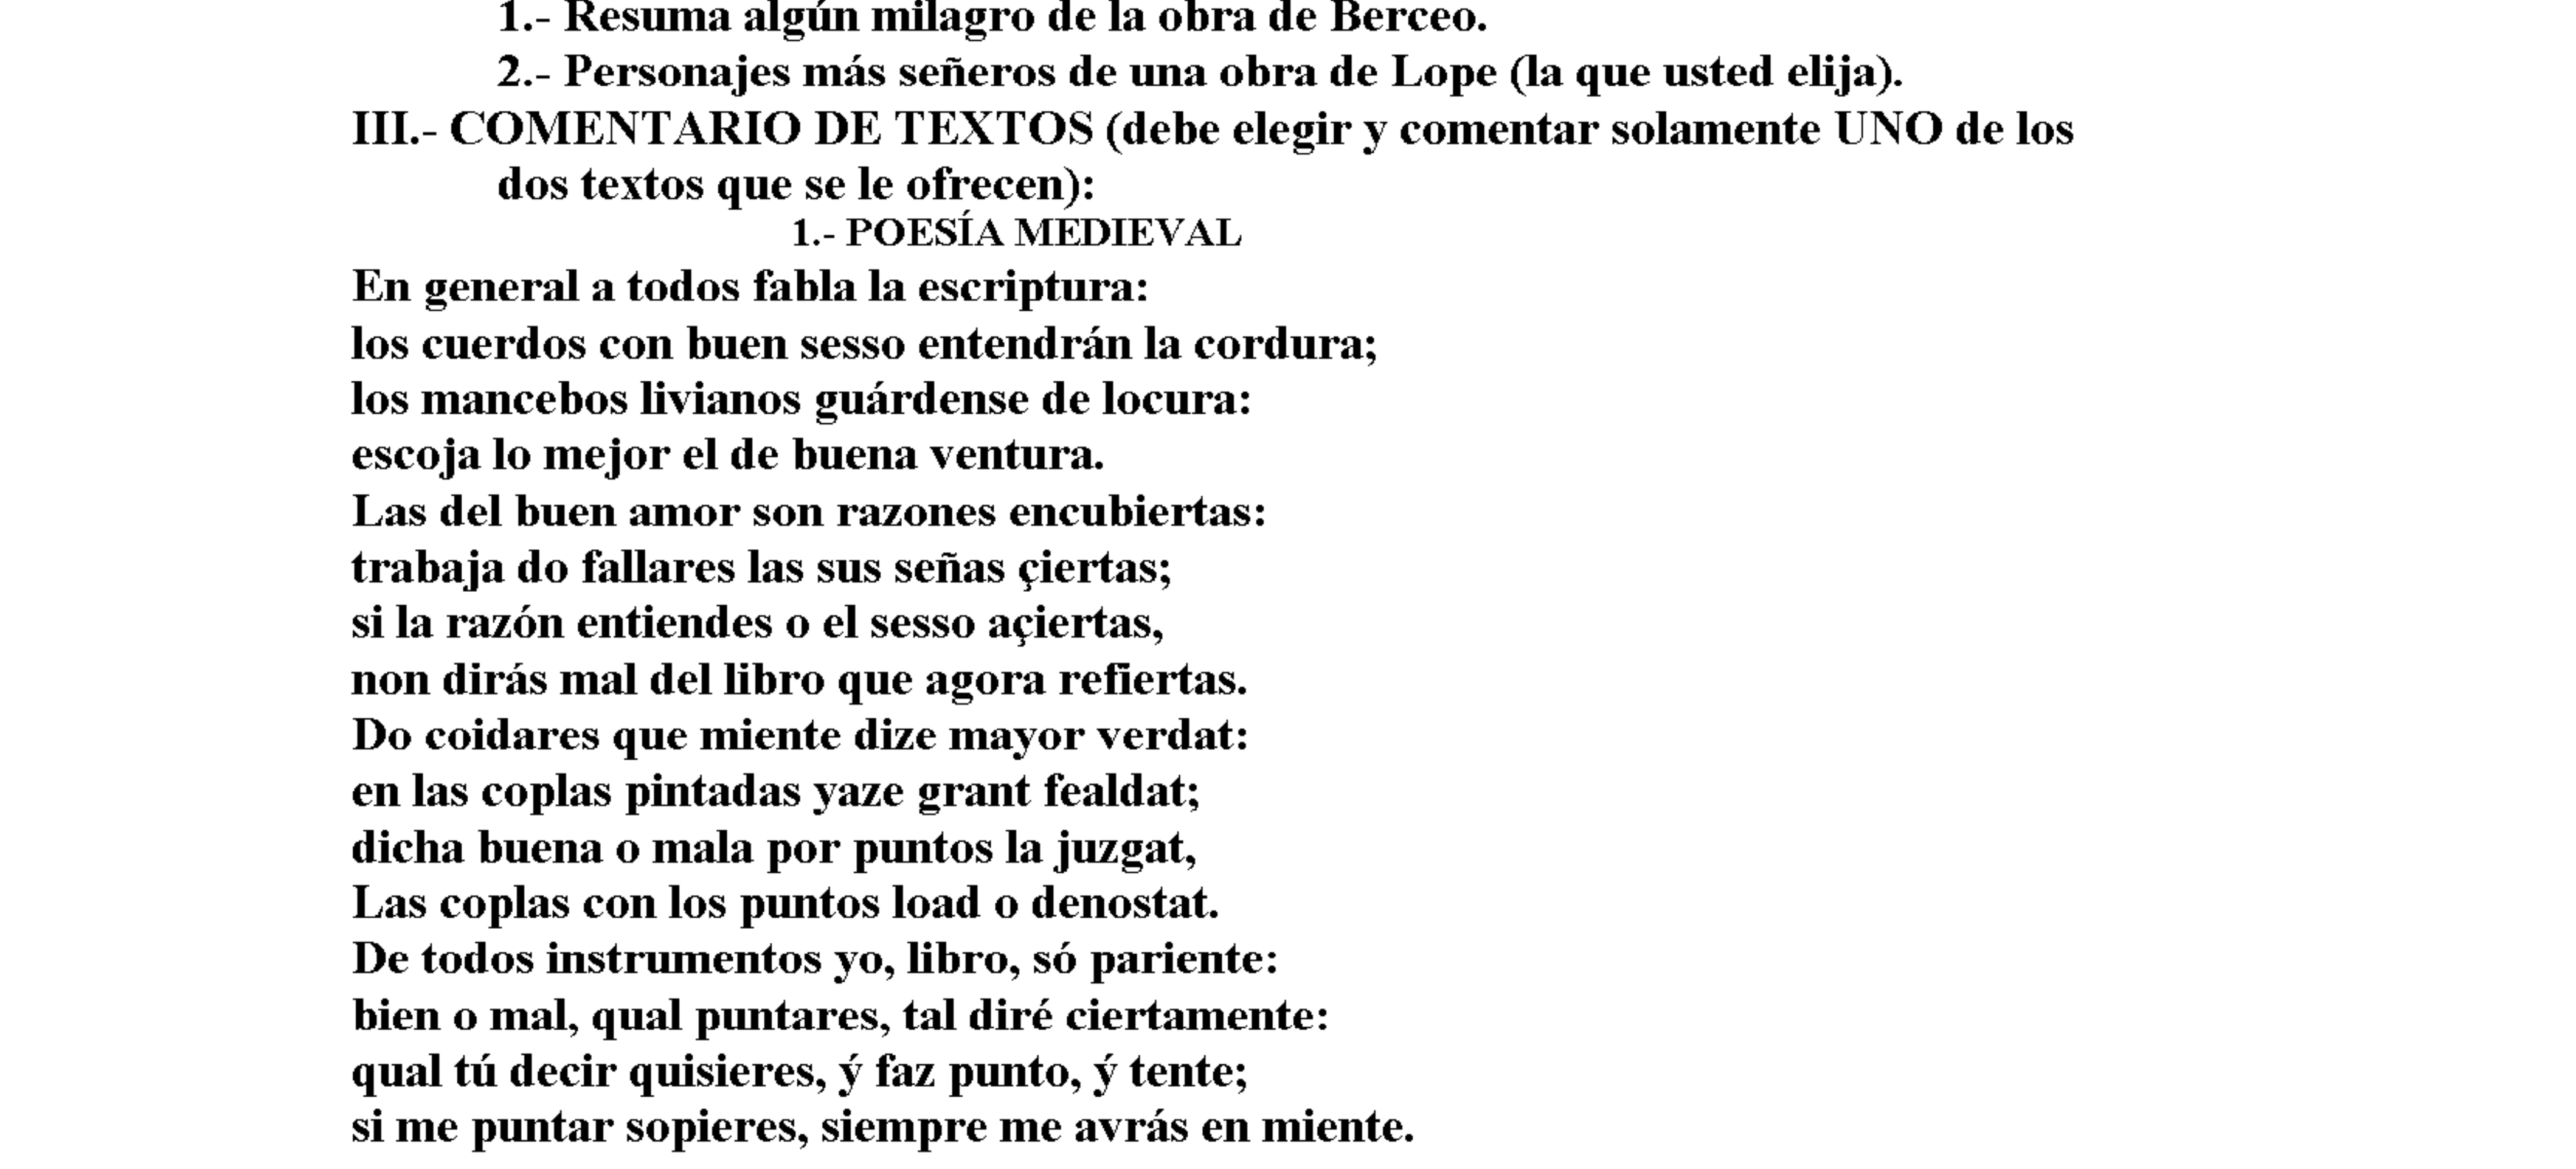 1.- Resuma algún milagro de la obra de Berceo.
2.- Personajes más señeros de una obra de Lope (la que usted elija).
III.- COMENTARIO DE TEXTOS (debe elegir y comentar solamente UNO de los
dos textos que se le ofrecen):
1.- POESÍA MEDIEVAL
En general a todos fabla la escriptura:
los cuerdos con buen sesso entendrán la cordura;
los mancebos livianos guárdense de locura:
escoja lo mejor el de buena ventura.
Las del buen amor son razones encubiertas:
trabaja do fallares las sus señas çiertas;
si la razón entiendes o el sesso açiertas,
non dirás mal del libro que agora refiertas.
Do coidares que miente dize mayor verdat:
en las coplas pintadas yaze grant fealdat;
dicha buena o mala por puntos la juzgat,
Las coplas con los puntos load o denostat.
De todos instrumentos yo, libro, só pariente:
bien o mal, qual puntares, tal diré ciertamente:
qual tú decir quisieres, ý faz punto, ý tente;
si me puntar sopieres, siempre me avrás en miente.